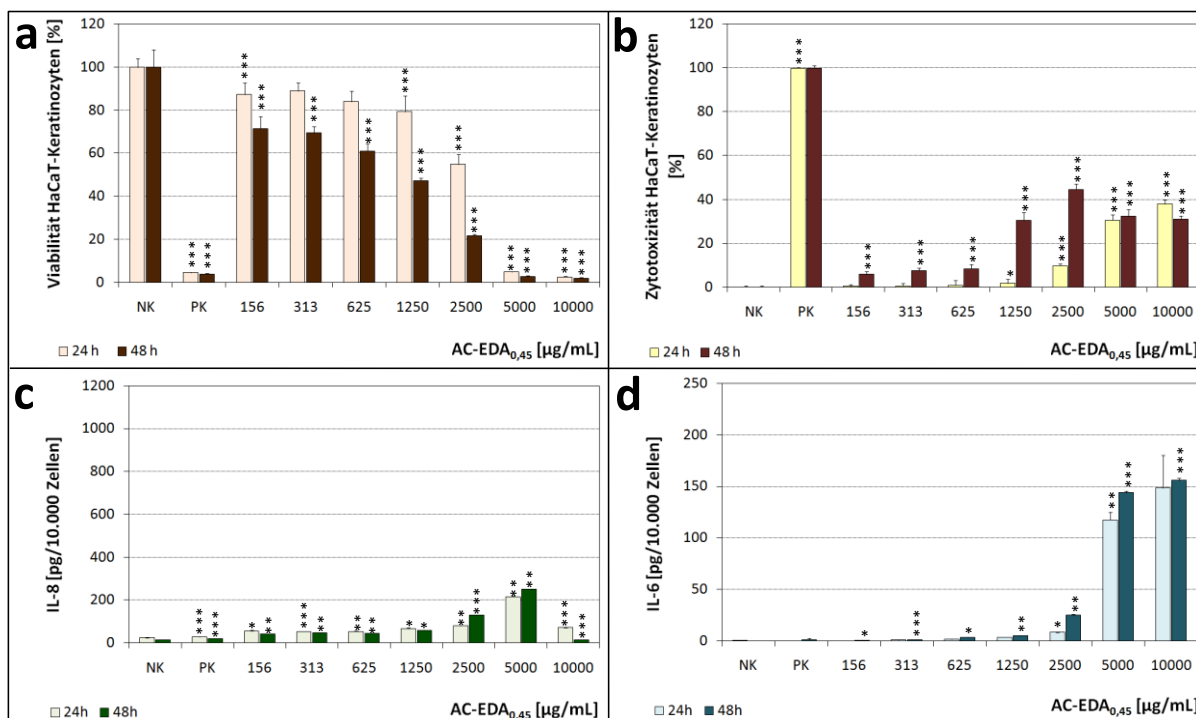 a
Viabilität HaCaT-Keratinozyten [%]
120
100
80
60
40
20
0
*** *** *** *** *** *** *** *** *** *** *** *** *** ***
NK PK 156 313 625 1250 2500 5000 10000
24 h 48 h
AC-EDA0,45 [µg/mL]
b
Zytotoxizität HaCaT-Keratinozyten
[%]
120
100
80
60
40
20
0
*** *** *** *** * *** *** *** *** *** *** ***
NK PK 156 313 625 1250 2500 5000 10000
24 h 48 h
AC-EDA0,45 [µg/mL]
c
IL-8 [pg/10.000 Zellen]
1200
1000
800
600
400
200
0
*** ** * ** *** ** ** ** * * ** *** ** ** *** ***
NK PK 156 313 625 1250 2500 5000 10000
24h 48h
AC-EDA0,45 [µg/mL]
d
IL-6 [pg/10.000 Zellen]
250
200
150
100
50
0
* *** * ** * ** ** *** ***
NK PK 156 313 625 1250 2500 5000 10000
24h 48h
AC-EDA0,45 [µg/mL]